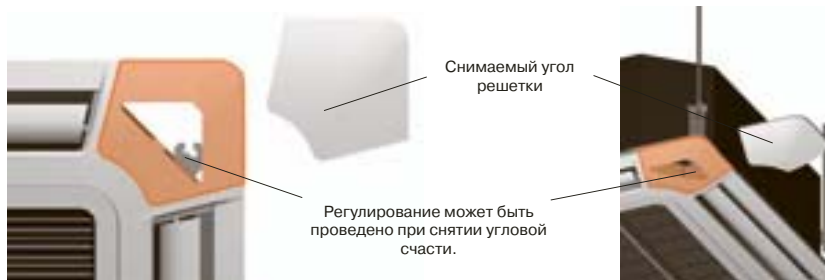 Снимаемый угол
решетки
Регулирование может быть
проведено при снятии угловой
счасти.